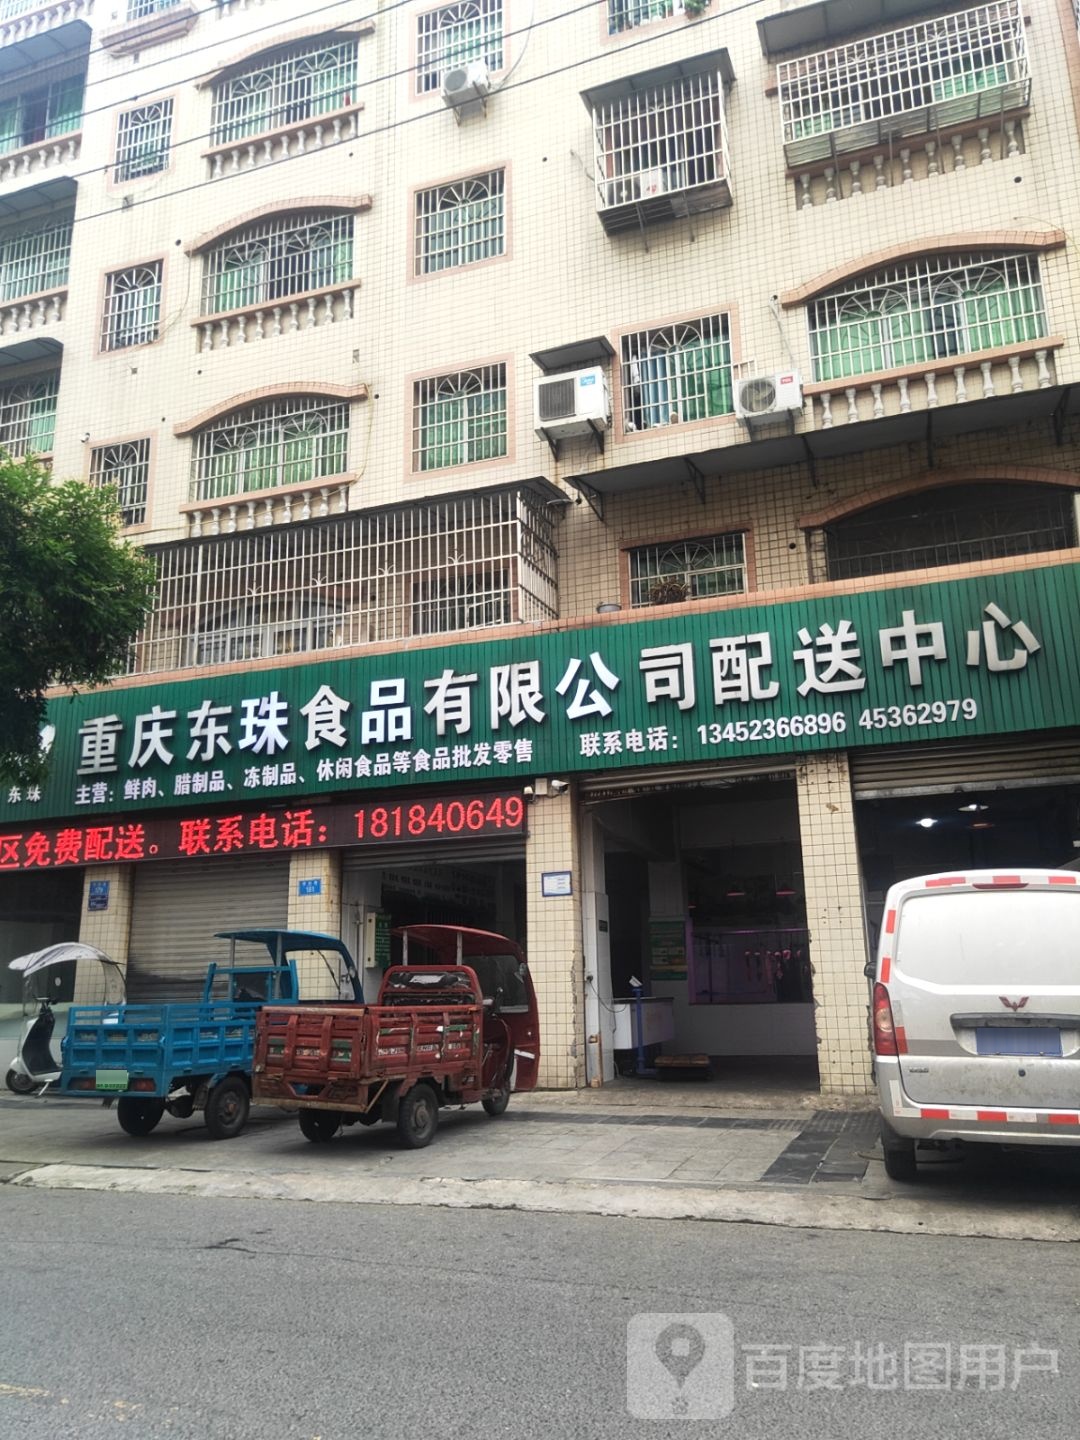 重庆东珠食品有限公司配送中心
东珠
主营：鲜肉、腊制品、冻制品、休闲食品等食品批发零售
联系电话：13452366896 45362979
区免费配送。联系电话：181840649
181
百度地图用户